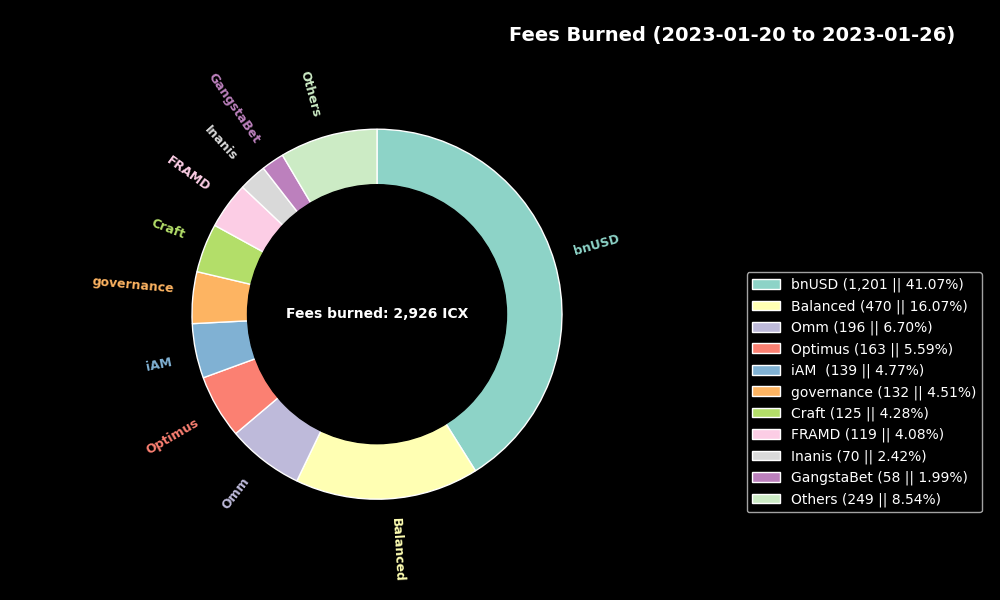 Fees Burned (2023-01-20 to 2023-01-26)
Others
GangstaBet
Inanis
FRAMD
Craft
governance
iAM
Optimus
Omm
Balanced
bnUSD
Fees burned: 2,926 ICX
bnUSD (1,201 || 41.07%)
Balanced (470 || 16.07%)
Omm (196 || 6.70%)
Optimus (163 || 5.59%)
iAM  (139 || 4.77%)
governance (132 || 4.51%)
Craft (125 || 4.28%)
FRAMD (119 || 4.08%)
Inanis (70 || 2.42%)
GangstaBet (58 || 1.99%)
Others (249 || 8.54%)